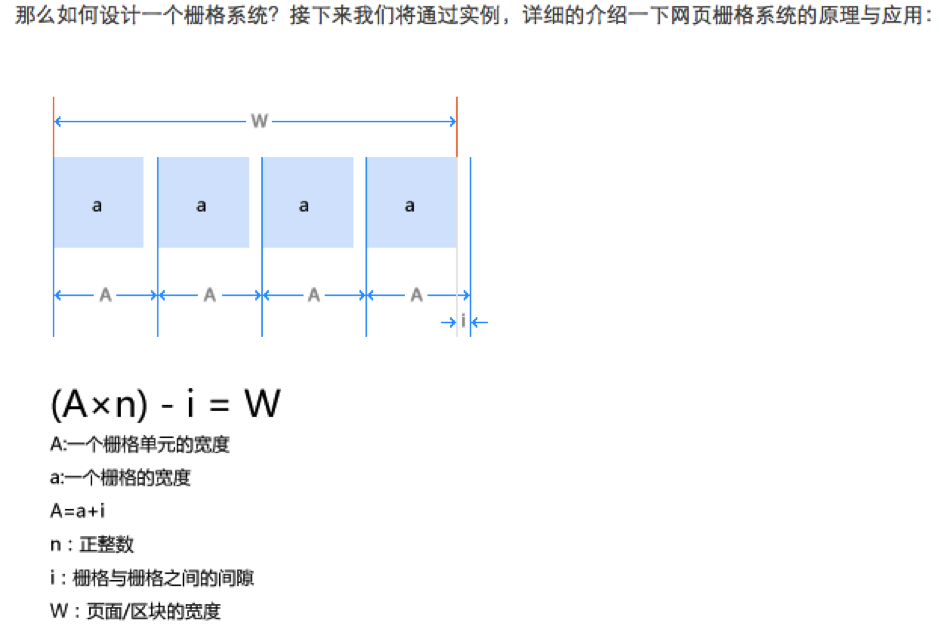 那么如何设计一个栅格系统？接下来我们将通过实例，详细的介绍一下网页栅格系统的原理与应用：
W
a a a a
A A A A
i
(A×n) - i = W
A:一个栅格单元的宽度
a:一个栅格的宽度
A=a+i
n：正整数
i：栅格与栅格之间的间隙
W：页面/区块的宽度